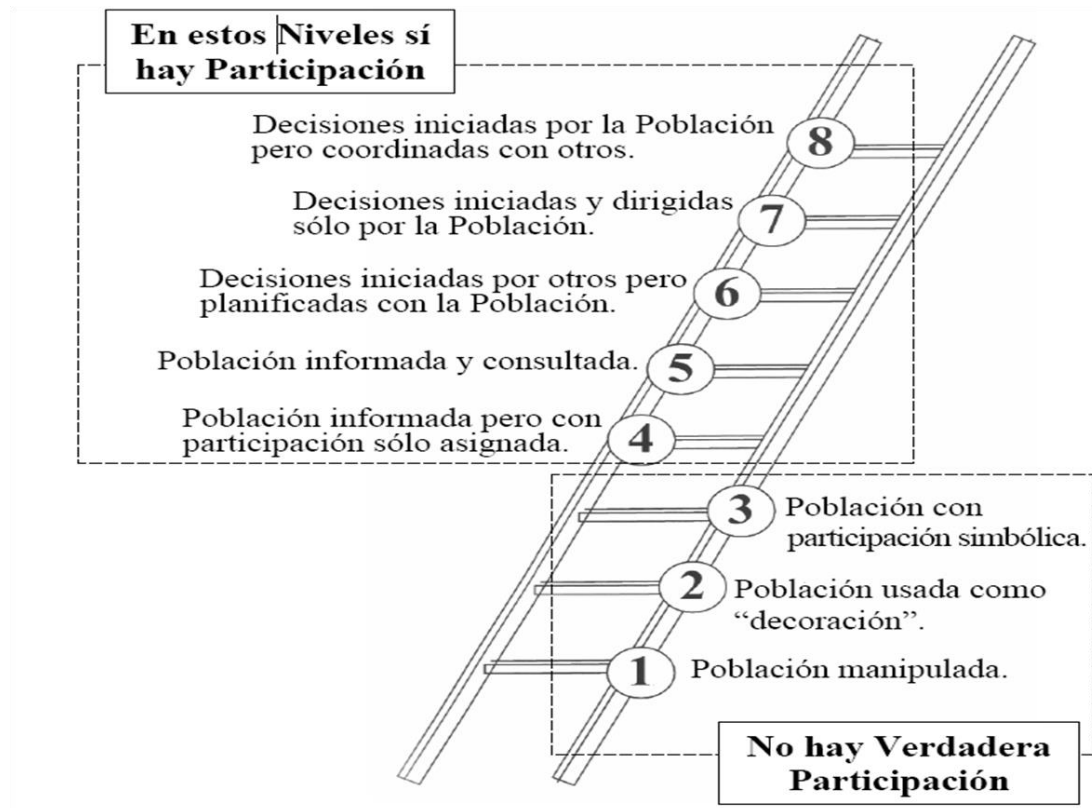 En estos Niveles sí
hay Participación
Decisiones iniciadas por la Población
pero coordinadas con otros.
8
Decisiones iniciadas y dirigidas
sólo por la Población.
7
Decisiones iniciadas por otros pero
planificadas con la Población.
6
Población informada y consultada.
5
Población informada pero con
participación sólo asignada.
4
3
Población con
participación simbólica.
2
Población usada como
“decoración”.
1
Población manipulada.
No hay Verdadera
Participación